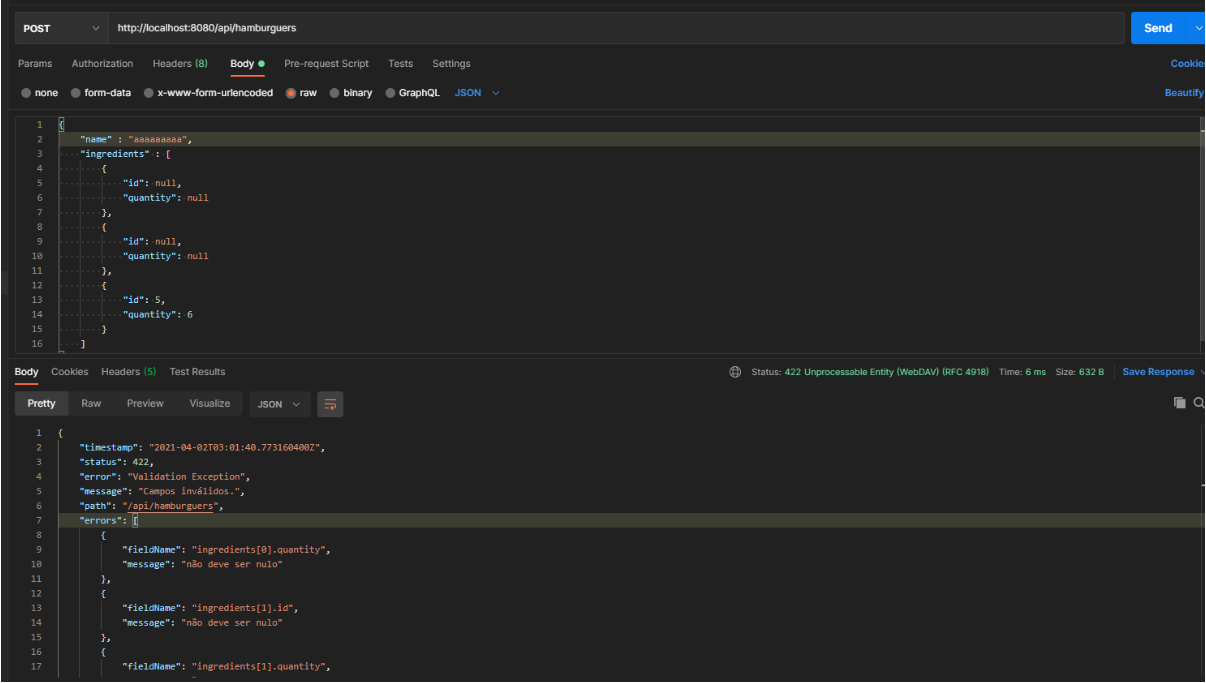 POST http://localhost:8080/api/hamburguers Send
Params Authorization Headers (8) Body Pre-request Script Tests Settings Cookies
none form-data x-www-form-urlencoded raw binary GraphQL JSON Beautify
1 {
2 "name" : "aaaaaaaaa",
3 "ingredients" : [
4 {
5 "id": null,
6 "quantity": null
7 },
8 {
9 "id": null,
10 "quantity": null
11 },
12 {
13 "id": 5,
14 "quantity": 6
15 }
16 ]
Body Cookies Headers (5) Test Results Status: 422 Unprocessable Entity (WebDAV) (RFC 4918) Time: 6 ms Size: 632 B Save Response
Pretty Raw Preview Visualize JSON
1 {
2 "timestamp": "2021-04-02T03:01:40.773160400Z",
3 "status": 422,
4 "error": "Validation Exception",
5 "message": "Campos inválidos.",
6 "path": "/api/hamburguers",
7 "errors": [
8 {
9 "fieldName": "ingredients[0].quantity",
10 "message": "não deve ser nulo"
11 },
12 {
13 "fieldName": "ingredients[1].id",
14 "message": "não deve ser nulo"
15 },
16 {
17 "fieldName": "ingredients[1].quantity",